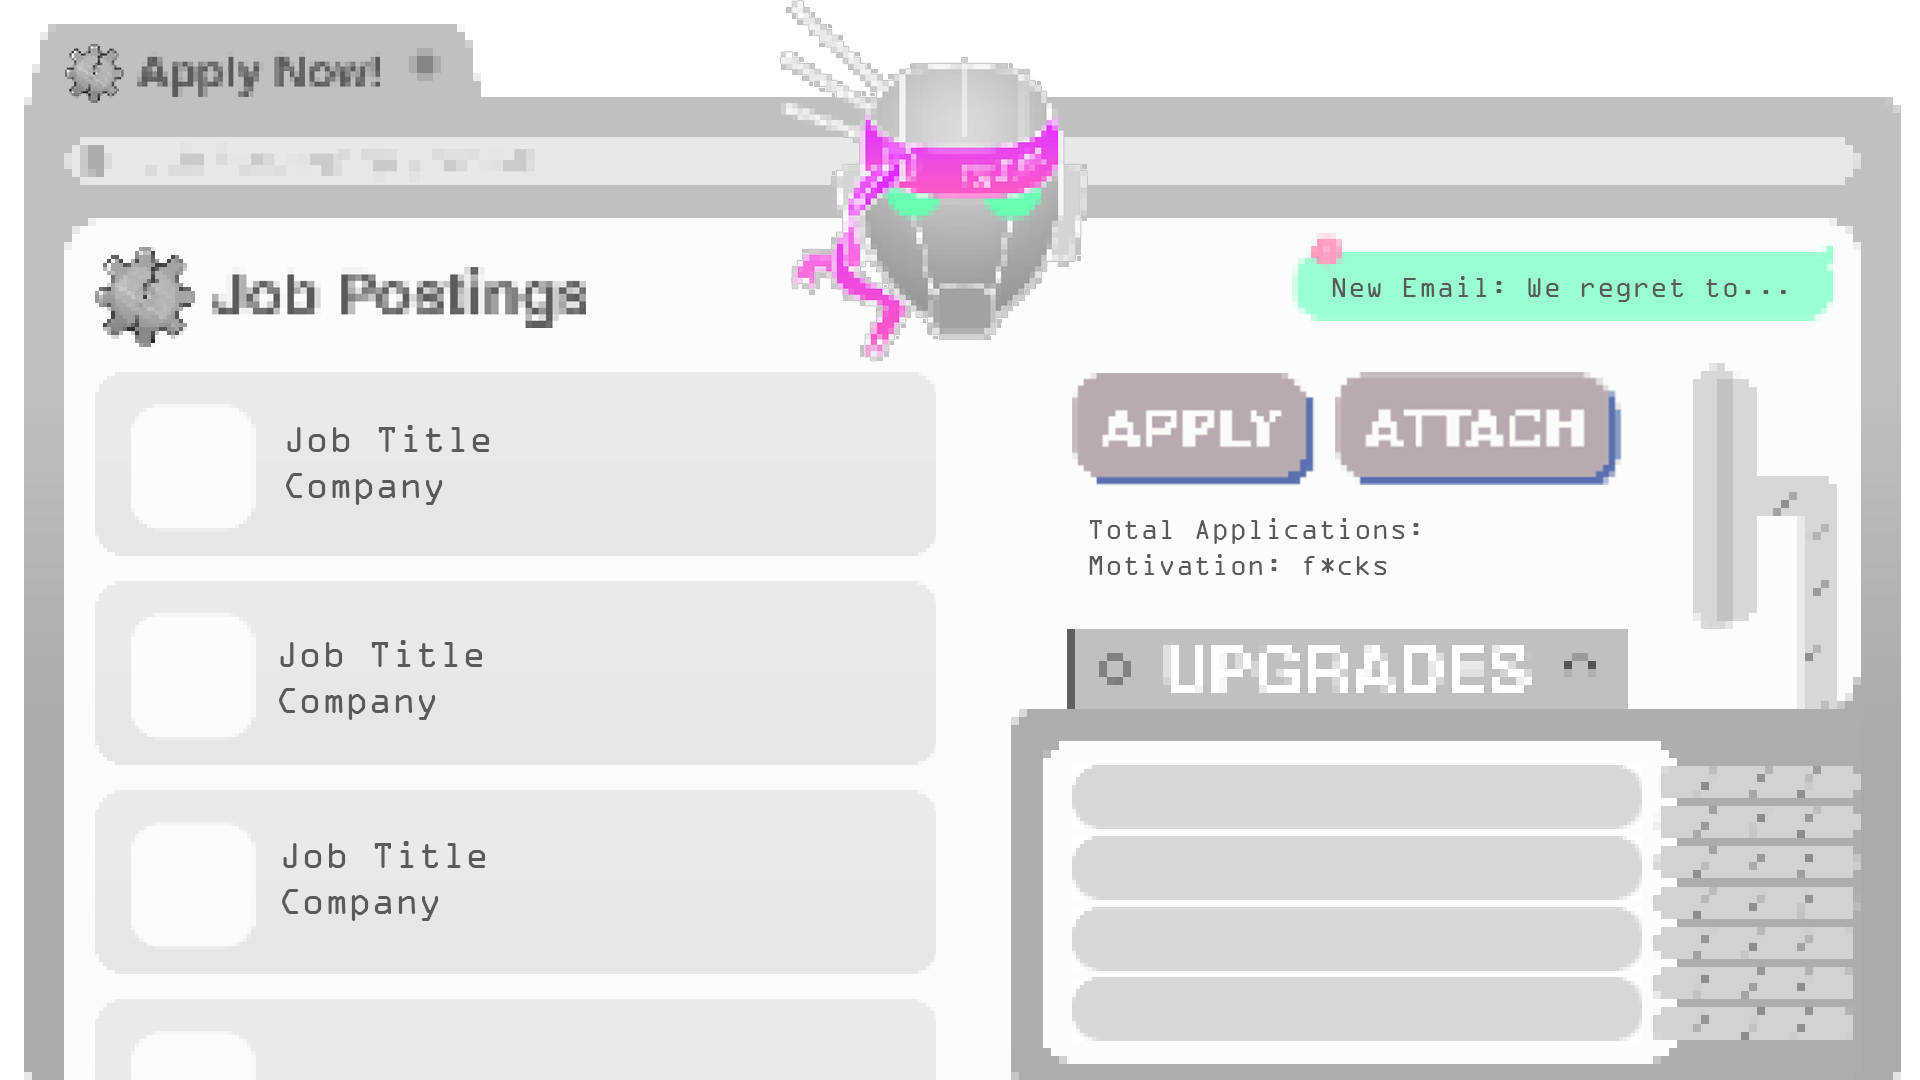 Apply Now!
Job Postings
New Email: We regret to...
Job Title
Company
Job Title
Company
Job Title
Company
APPLY
ATTACH
Total Applications:
Motivation: f*cks
UPGRADES